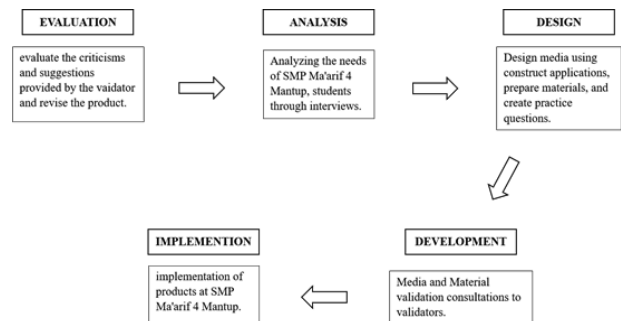 EVALUATION
evaluate the criticisms
and suggestions
provided by the vaidator
and revise the product.
ANALYSIS
Analyzing the needs
of SMP Ma'arif 4
Mantup, students
through interviews.
DESIGN
Design media using
construct applications,
prepare materials, and
create practice
questions.
IMPLEMENTION
implementation of
products at SMP
Ma'arif 4 Mantup.
DEVELOPMENT
Media and Material
validation consultations to
validators.